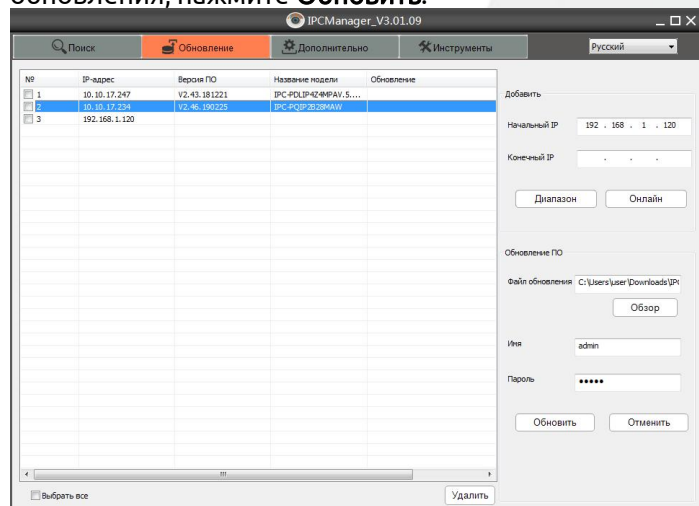 обновления, нажмите Обновить.
IPCManager_V3.01.09
Поиск Обновление Дополнительно Инструменты Русский
№ IP-адрес Версия ПО Название модели Обновление
1 10.10.17.247 V2.43.181221 IPC-PDLIP4Z4MPAV.5....
2 10.10.17.234 V2.46.190225 IPC-PQIP2B28MAW
3 192.168.1.120
Добавить
Начальный IP 192 . 168 . 1 . 120
Конечный IP . . .
Диапазон Онлайн
Обновление ПО
Файл обновления C:\Users\user\Downloads\IPC
Обзор
Имя admin
Пароль •••••
Обновить Отменить
Выбрать все Удалить